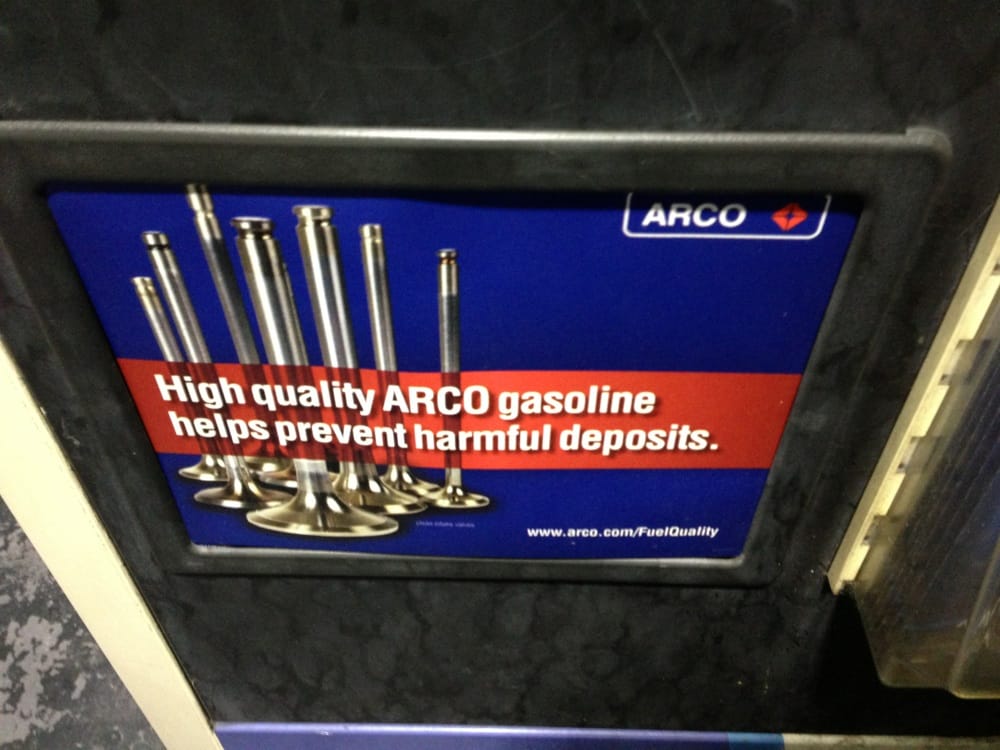 ARCO
High quality ARCO gasoline
helps prevent harmful deposits.
www.arco.com/FuelQuality